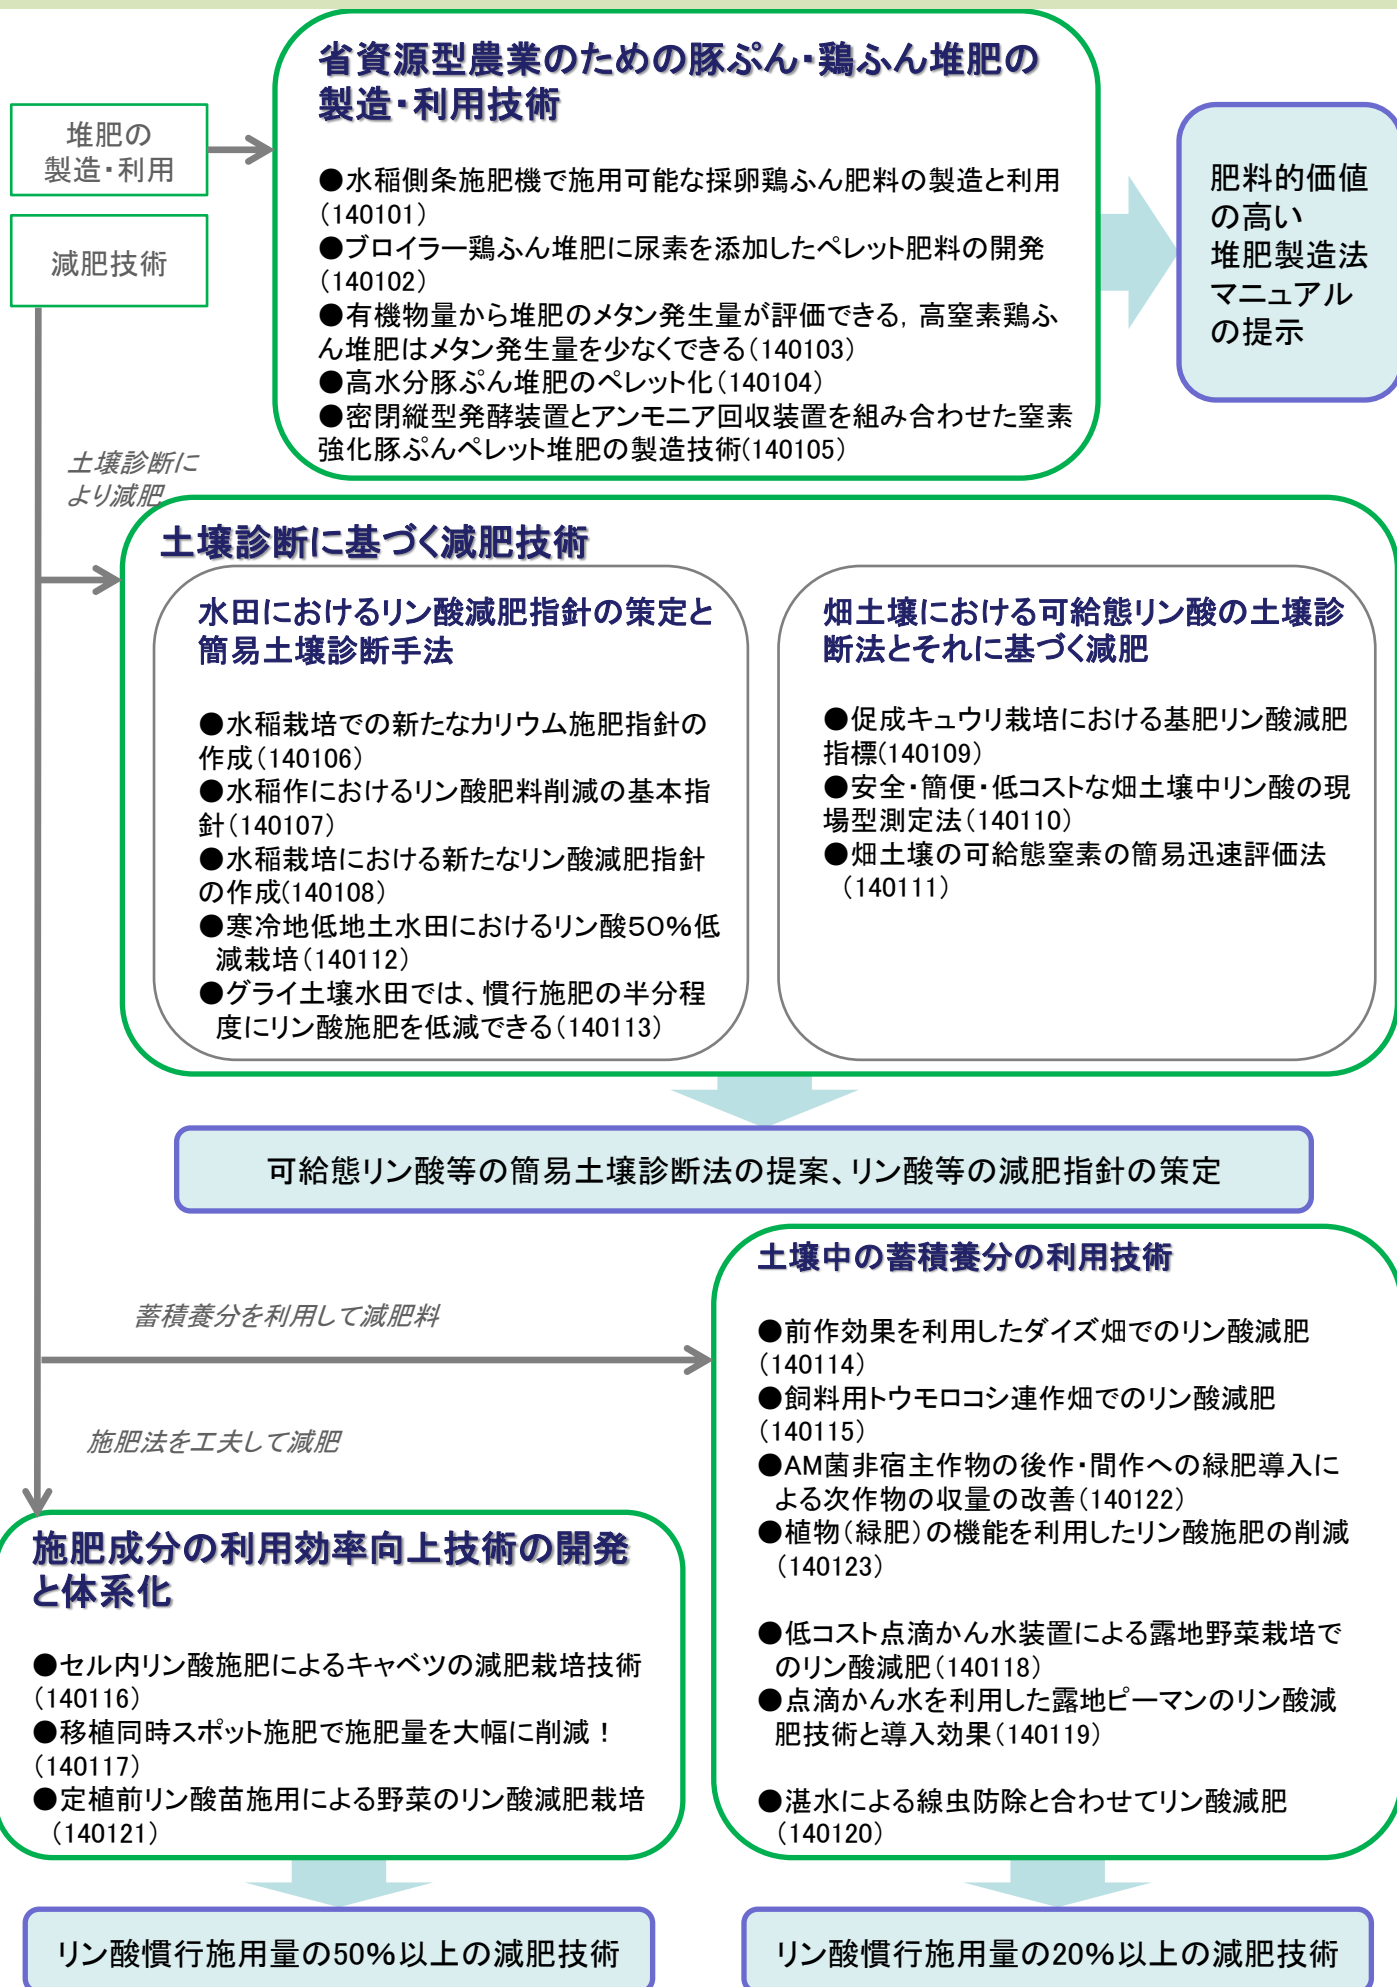 省資源型農業のための豚ぷん・鶏ふん堆肥の
製造・利用技術
堆肥の
製造・利用
減肥技術
●水稲側条施肥機で施用可能な採卵鶏ふん肥料の製造と利用
（140101）
●ブロイラー鶏ふん堆肥に尿素を添加したペレット肥料の開発
（140102）
●有機物量から堆肥のメタン発生量が評価できる，高窒素鶏ふ
ん堆肥はメタン発生量を少なくできる（140103）
●高水分豚ぷん堆肥のペレット化（140104）
●密閉縦型発酵装置とアンモニア回収装置を組み合わせた窒素
強化豚ぷんペレット堆肥の製造技術(140105）
肥料的価値
の高い
堆肥製造法
マニュアル
の提示
土壌診断に
より減肥
土壌診断に基づく減肥技術
水田におけるリン酸減肥指針の策定と
簡易土壌診断手法
●水稲栽培での新たなカリウム施肥指針の
作成（140106）
●水稲作におけるリン酸肥料削減の基本指
針（140107）
●水稲栽培における新たなリン酸減肥指針
の作成(140108）
●寒冷地低地土水田におけるリン酸５０％低
減栽培（140112）
●グライ土壌水田では、慣行施肥の半分程
度にリン酸施肥を低減できる（140113）
畑土壌における可給態リン酸の土壌診
断法とそれに基づく減肥
●促成キュウリ栽培における基肥リン酸減肥
指標(140109）
●安全・簡便・低コストな畑土壌中リン酸の現
場型測定法（140110）
●畑土壌の可給態窒素の簡易迅速評価法
（140111）
可給態リン酸等の簡易土壌診断法の提案、リン酸等の減肥指針の策定
蓄積養分を利用して減肥料
土壌中の蓄積養分の利用技術
●前作効果を利用したダイズ畑でのリン酸減肥
（140114）
●飼料用トウモロコシ連作畑でのリン酸減肥
（140115）
●AM菌非宿主作物の後作・間作への緑肥導入に
よる次作物の収量の改善（140122）
●植物（緑肥）の機能を利用したリン酸施肥の削減
（140123）
●低コスト点滴かん水装置による露地野菜栽培で
のリン酸減肥（140118）
●点滴かん水を利用した露地ピーマンのリン酸減
肥技術と導入効果（140119）
●湛水による線虫防除と合わせてリン酸減肥
（140120）
施肥法を工夫して減肥
施肥成分の利用効率向上技術の開発
と体系化
●セル内リン酸施肥によるキャベツの減肥栽培技術
（140116）
●移植同時スポット施肥で施肥量を大幅に削減！
（140117）
●定植前リン酸苗施用による野菜のリン酸減肥栽培
（140121）
リン酸慣行施用量の50％以上の減肥技術
リン酸慣行施用量の20％以上の減肥技術